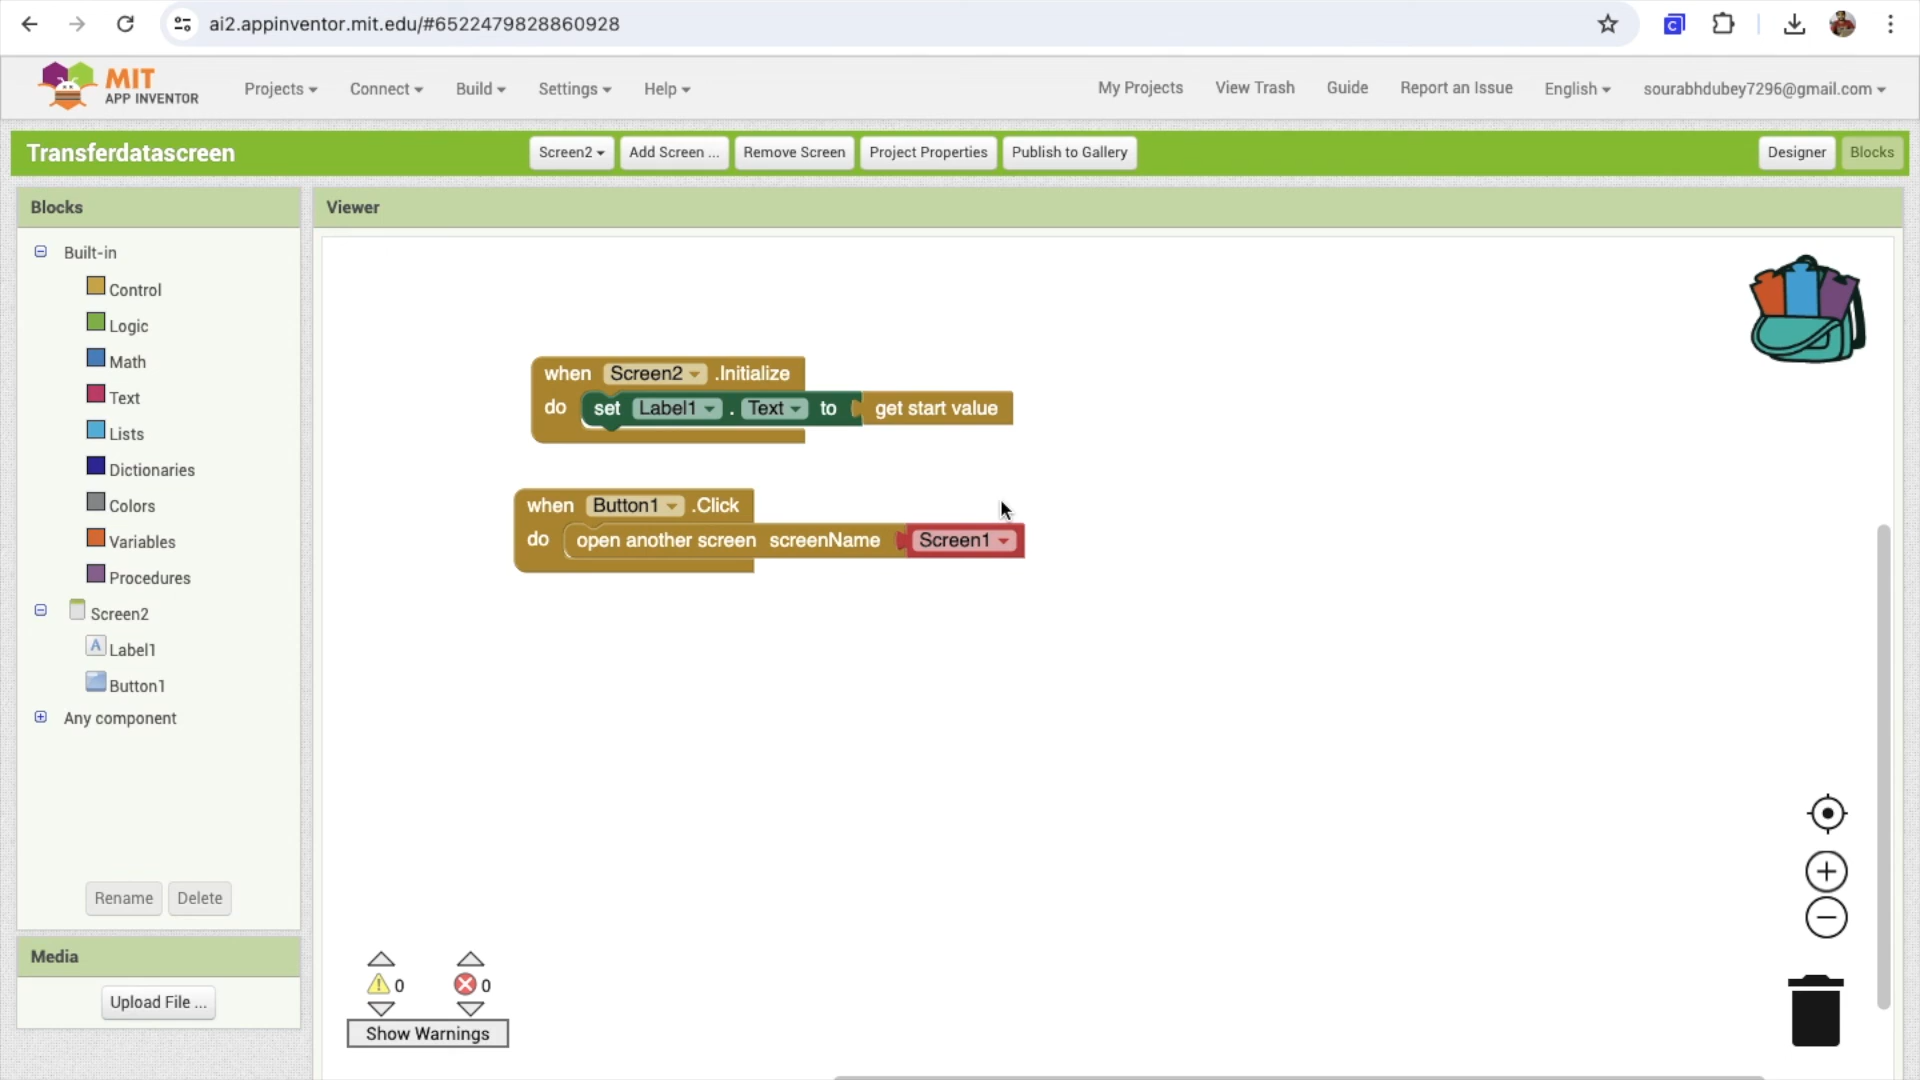 ai2.appinventor.mit.edu/#6522479828860928
MIT
APP INVENTOR
Projects
Connect
Build
Settings
Help
My Projects
View Trash
Guide
Report an Issue
English
sourabhdubey7296@gmail.com
Transferdatascreen
Screen2
Add Screen ...
Remove Screen
Project Properties
Publish to Gallery
Designer
Blocks
Blocks
Viewer
Built-in
Control
Logic
Math
Text
Lists
Dictionaries
Colors
Variables
Procedures
Screen2
A Label1
Button1
Any component
Rename
Delete
Media
Upload File ...
when Screen2 .Initialize
do set Label1 . Text to get start value
when Button1 .Click
do open another screen screenName Screen1
0
0
Show Warnings